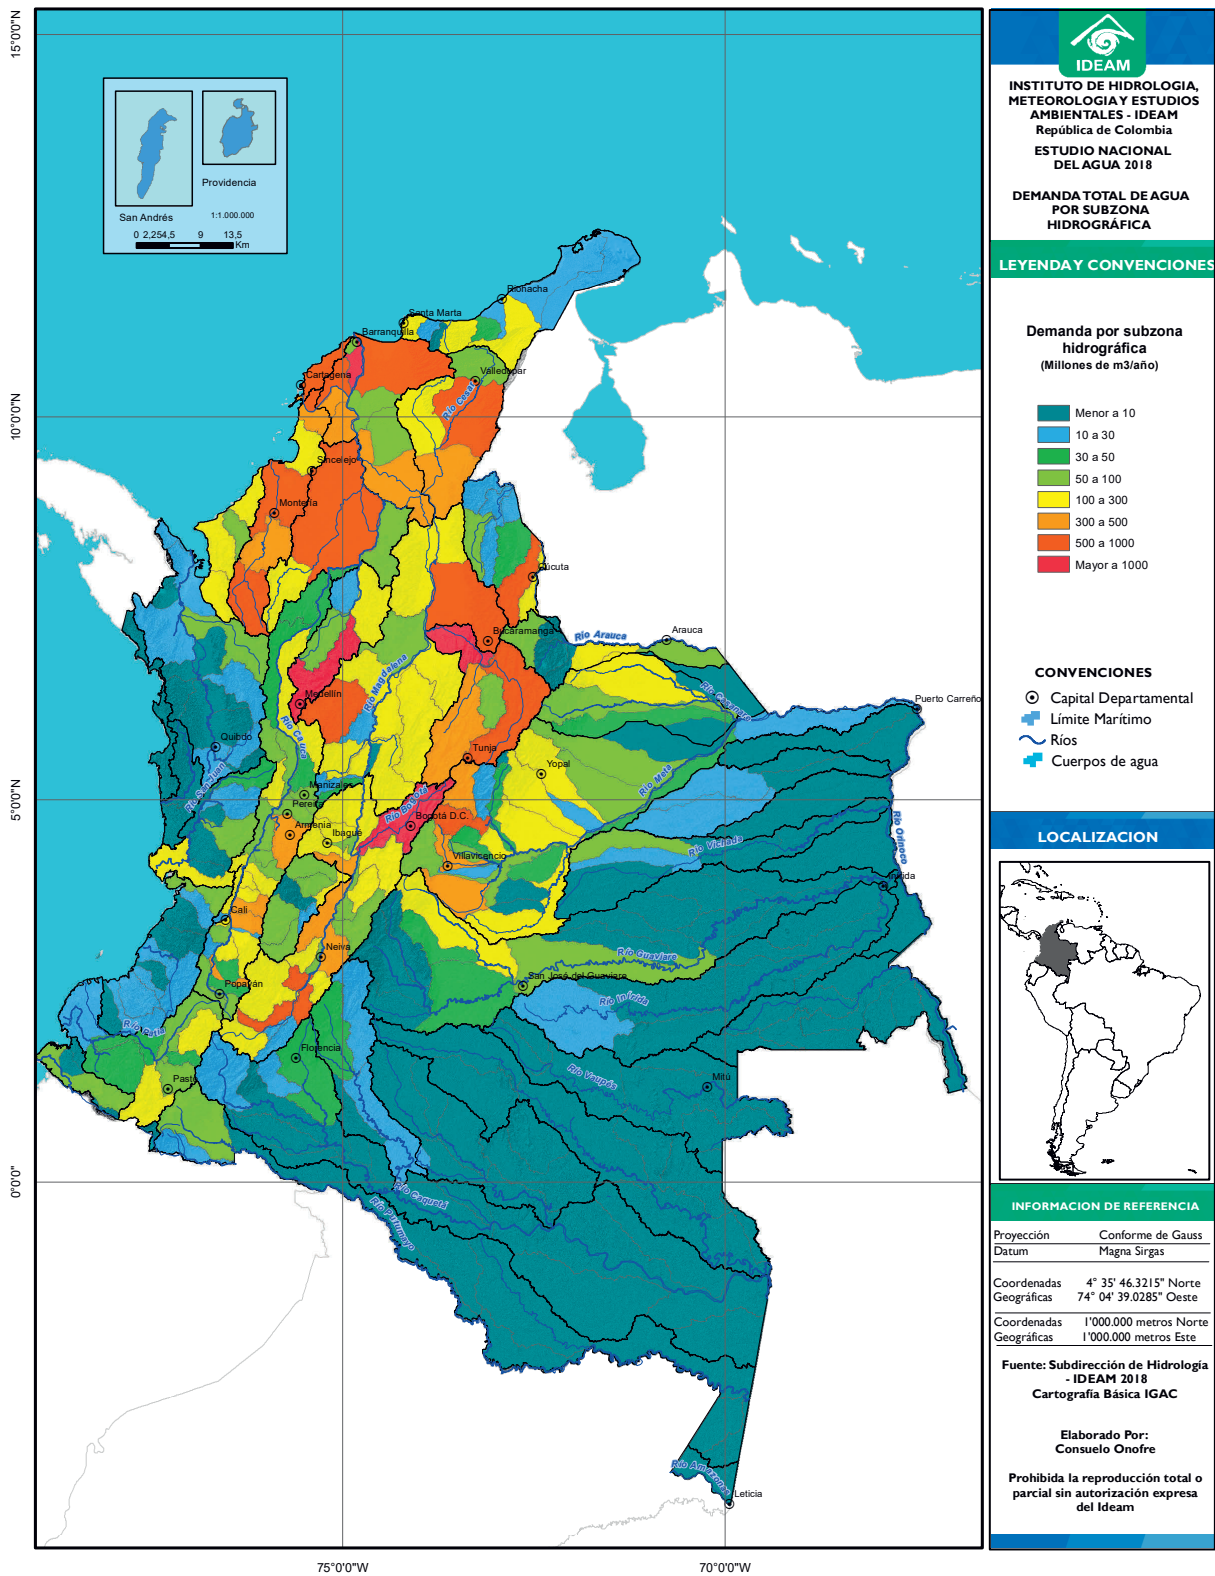 15°0'0"N
10°0'0"N
5°0'0"N
0°0'0"
75°0'0"W
70°0'0"W
San Andrés
Providencia
1:1.000.000
0 2,254,5 9 13,5
Km
Riohacha
Santa Marta
Barranquilla
Cartagena
Valledupar
Río Cesar
Sincelejo
Montería
Cúcuta
Bucaramanga
Río Arauca
Arauca
Río Magdalena
Medellín
Río Casanare
Puerto Carreño
Quibdó
Río Cauca
Río San Juan
Tunja
Yopal
Río Meta
Manizales
Pereira
Armenia
Ibagué
Río Bogotá
Bogotá D.C.
Villavicencio
Río Vichada
Río Orinoco
Inírida
Cali
Neiva
Río Guaviare
San José del Guaviare
Popayán
Río Inírida
Río Patía
Florencia
Pasto
Río Vaupés
Mitú
Río Caquetá
Río Putumayo
Río Amazonas
Leticia
IDEAM
INSTITUTO DE HIDROLOGIA,
METEOROLOGIA Y ESTUDIOS
AMBIENTALES - IDEAM
República de Colombia
ESTUDIO NACIONAL
DEL AGUA 2018
DEMANDA TOTAL DE AGUA
POR SUBZONA
HIDROGRÁFICA
LEYENDA Y CONVENCIONES
Demanda por subzona
hidrográfica
(Millones de m3/año)
Menor a 10
10 a 30
30 a 50
50 a 100
100 a 300
300 a 500
500 a 1000
Mayor a 1000
CONVENCIONES
Capital Departamental
Límite Marítimo
Ríos
Cuerpos de agua
LOCALIZACION
INFORMACION DE REFERENCIA
Proyección Conforme de Gauss
Datum Magna Sirgas
Coordenadas 4° 35' 46.3215" Norte
Geográficas 74° 04' 39.0285" Oeste
Coordenadas 1'000.000 metros Norte
Geográficas 1'000.000 metros Este
Fuente: Subdirección de Hidrología
- IDEAM 2018
Cartografía Básica IGAC
Elaborado Por:
Consuelo Onofre
Prohibida la reproducción total o
parcial sin autorización expresa
del Ideam